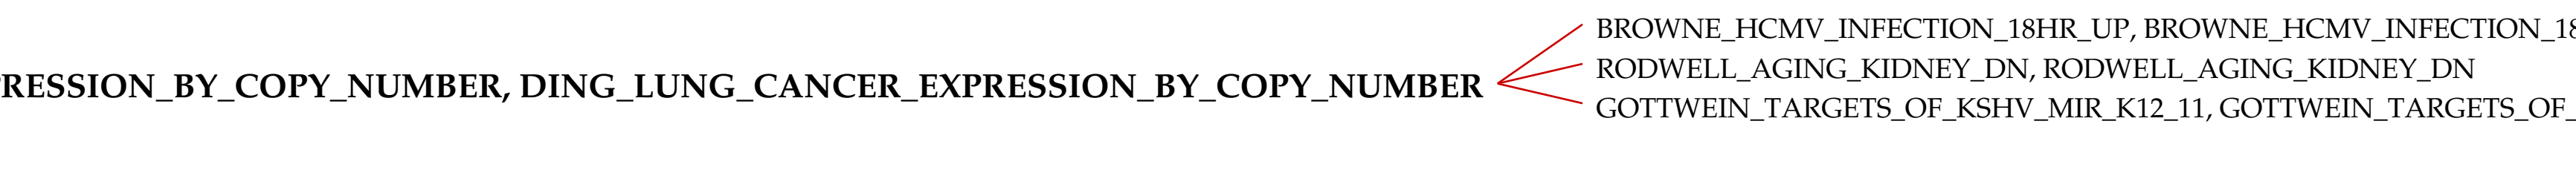 RESSION_BY_COPY_NUMBER, DING_LUNG_CANCER_EXPRESSION_BY_COPY_NUMBER
BROWNE_HCMV_INFECTION_18HR_UP, BROWNE_HCMV_INFECTION_18
RODWELL_AGING_KIDNEY_DN, RODWELL_AGING_KIDNEY_DN
GOTTWEIN_TARGETS_OF_KSHV_MIR_K12_11, GOTTWEIN_TARGETS_OF_